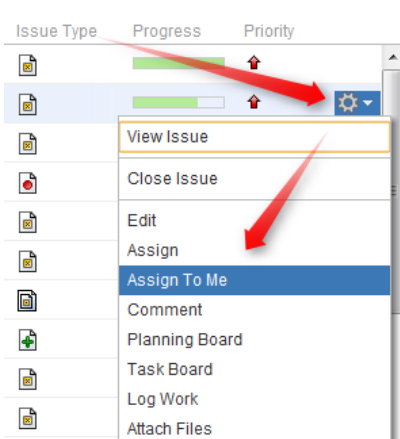 Issue Type Progress Priority
View Issue
Close Issue
Edit
Assign
Assign To Me
Comment
Planning Board
Task Board
Log Work
Attach Files